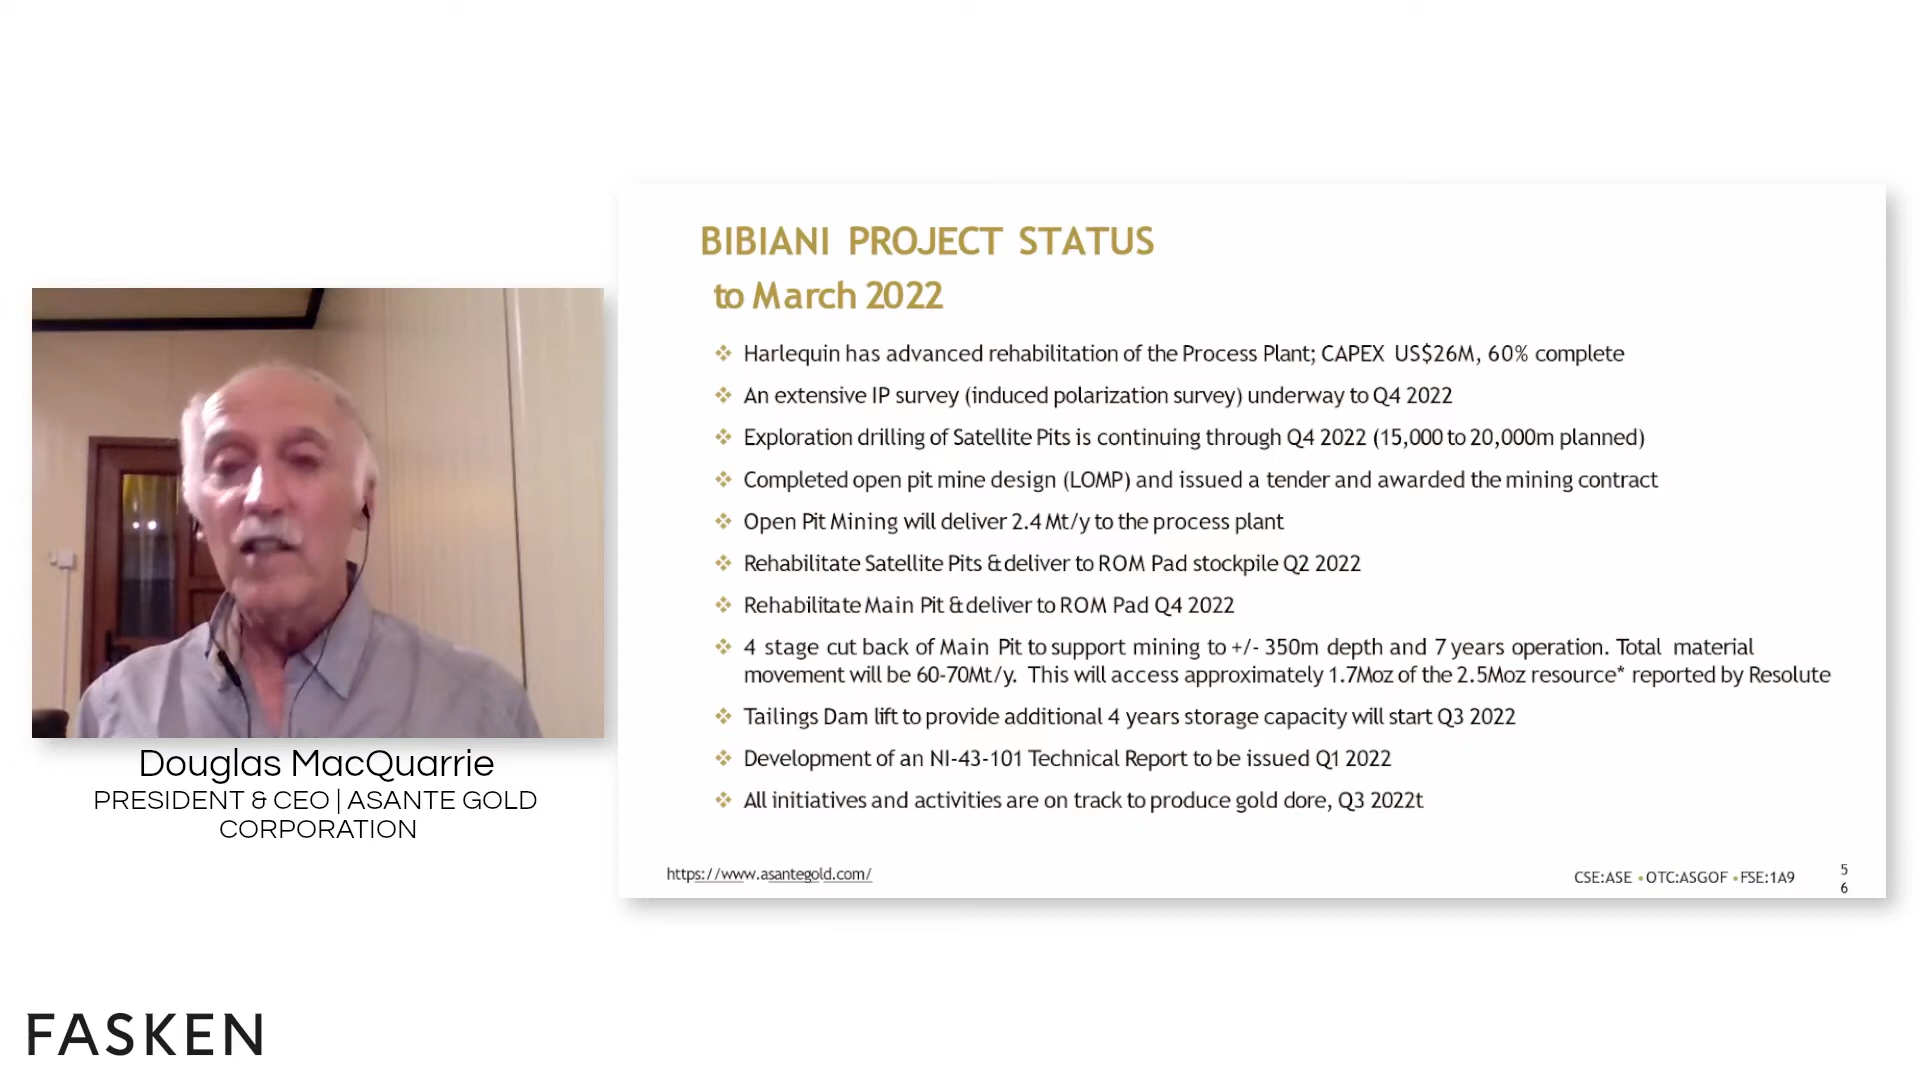 BIBIANI PROJECT STATUS
to March 2022
❖ Harlequin has advanced rehabilitation of the Process Plant; CAPEX US$26M, 60% complete
❖ An extensive IP survey (induced polarization survey) underway to Q4 2022
❖ Exploration drilling of Satellite Pits is continuing through Q4 2022 (15,000 to 20,000m planned)
❖ Completed open pit mine design (LOMP) and issued a tender and awarded the mining contract
❖ Open Pit Mining will deliver 2.4 Mt/y to the process plant
❖ Rehabilitate Satellite Pits & deliver to ROM Pad stockpile Q2 2022
❖ Rehabilitate Main Pit & deliver to ROM Pad Q4 2022
❖ 4 stage cut back of Main Pit to support mining to +/- 350m depth and 7 years operation. Total material
movement will be 60-70Mt/y. This will access approximately 1.7Moz of the 2.5Moz resource* reported by Resolute
❖ Tailings Dam lift to provide additional 4 years storage capacity will start Q3 2022
❖ Development of an NI-43-101 Technical Report to be issued Q1 2022
❖ All initiatives and activities are on track to produce gold dore, Q3 2022t
https://www.asantegold.com/
CSE:ASE •OTC:ASGOF •FSE:1A9
5
6
Douglas MacQuarrie
PRESIDENT & CEO | ASANTE GOLD
CORPORATION
FASKEN